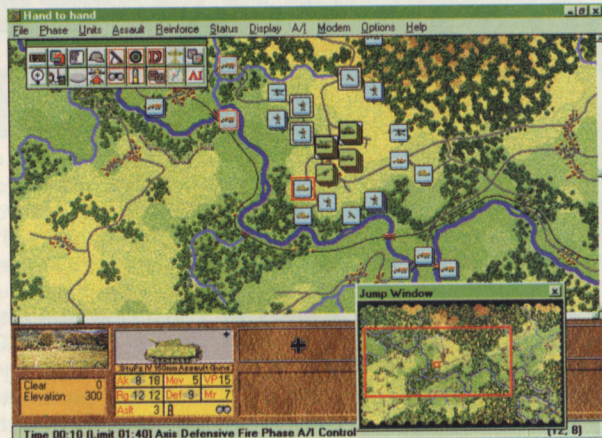 Hand to hand
File Phase Units Assault Reinforce Status Display A/I Modem Options Help
D
AI
Jump Window
Clear 0
Elevation 300
StuPz IV 150mm Assault Guns
Ak 8 18 Mov 5 VP 15
Rg 12 12 Def 9 Mr 7
Aslt 3 A
Time 00:10 (Limit 01:40) Axis Defensive Fire Phase A/I Control (12, 8)